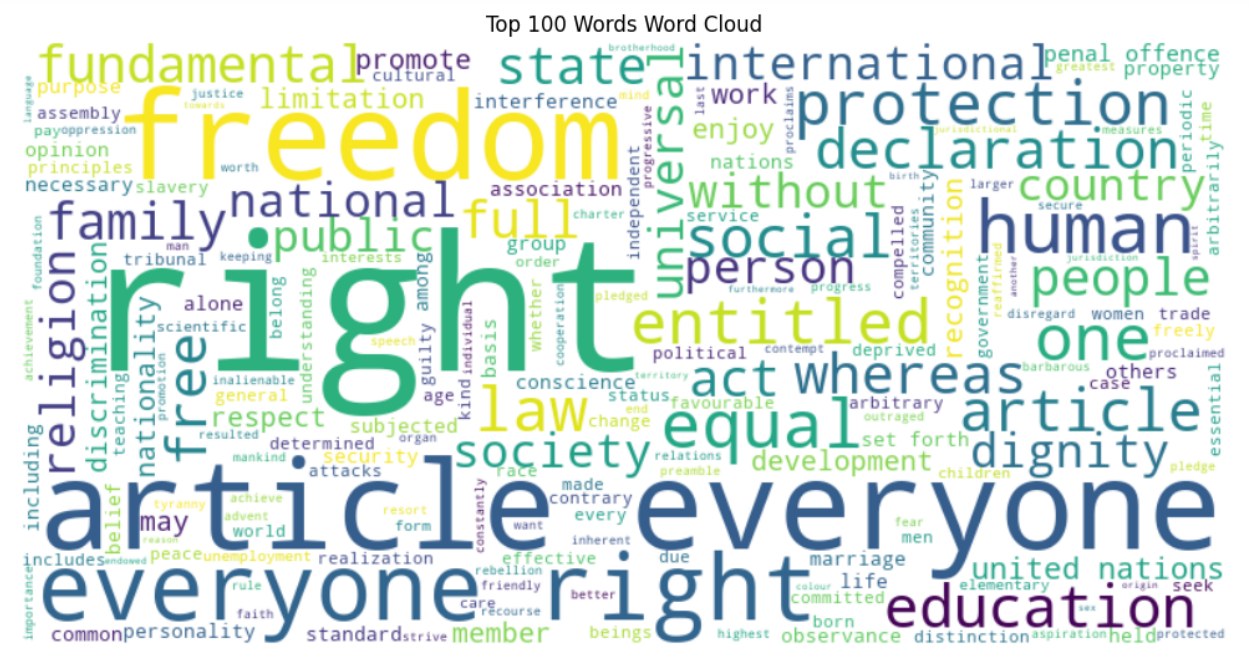 Top 100 Words Word Cloud
brotherhood
fundamental
promote
state
universal
international
penal offence
language
purpose
cultural
greatest
property
justice
limitation
interference
mind
last
work
protection
periodic
time
assembly
towards
freedom
progressive
proclaims
pay
oppression
enjoy
jurisdictional
measures
opinion
nations
declaration
principles
worth
independent
birth
arbitrarily
necessary
slavery
association
without
community
recognition
larger
country
family
national
full
charter
service
compelled
territories
secure
human
foundation
public
group
social
spirit
man
order
religion
discrimination
tribunal
keeping
interests
among
person
government
reaffirmed
another
jurisdiction
people
right
understanding
belong
whether
cooperation
pledged
furthermore
progress
achievement
nationality
alone
entitled
disregard
women
trade
scientific
individual
one
freely
free
speech
guilty
basis
political
contempt
deprived
proclaimed
teaching
promotion
inalienable
kind
conscience
territory
act
whereas
barbarous
others
general
age
status
case
essential
respect
law
change
end
favourable
arbitrary
article
subjected
equal
outraged
including
resulted
determined
organ
society
relations
set forth
dignity
mankind
security
race
preamble
development
children
pledge
attacks
article everyone
tyranny
achieve
constantly
made
contrary
belief
may
advent
resort
every
fear
world
form
want
inherent
men
reason
includes
endowed
peace
unemployment
realization
effective
due
marriage
importance
everyone right
rebellion
united nations
rule
friendly
better
colour
life
elementary
origin
seek
care
committed
education
faith
recourse
sex
born
common
personality
standard
strive
member
beings
highest
observance
distinction
aspiration
held
protected